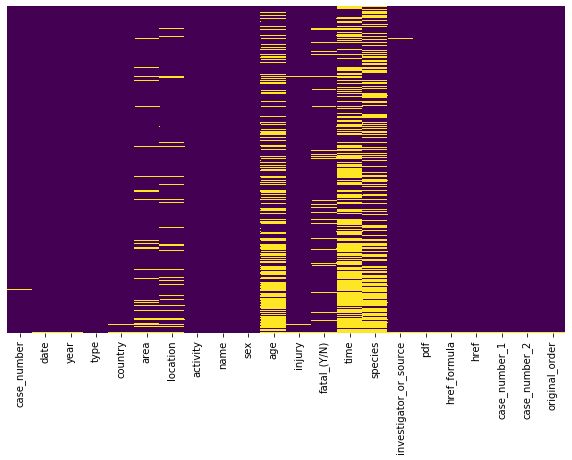 case_number
date
year
type
country
area
location
activity
name
sex
age
injury
fatal_(Y/N)
time
species
investigator_or_source
pdf
href_formula
href
case_number_1
case_number_2
original_order